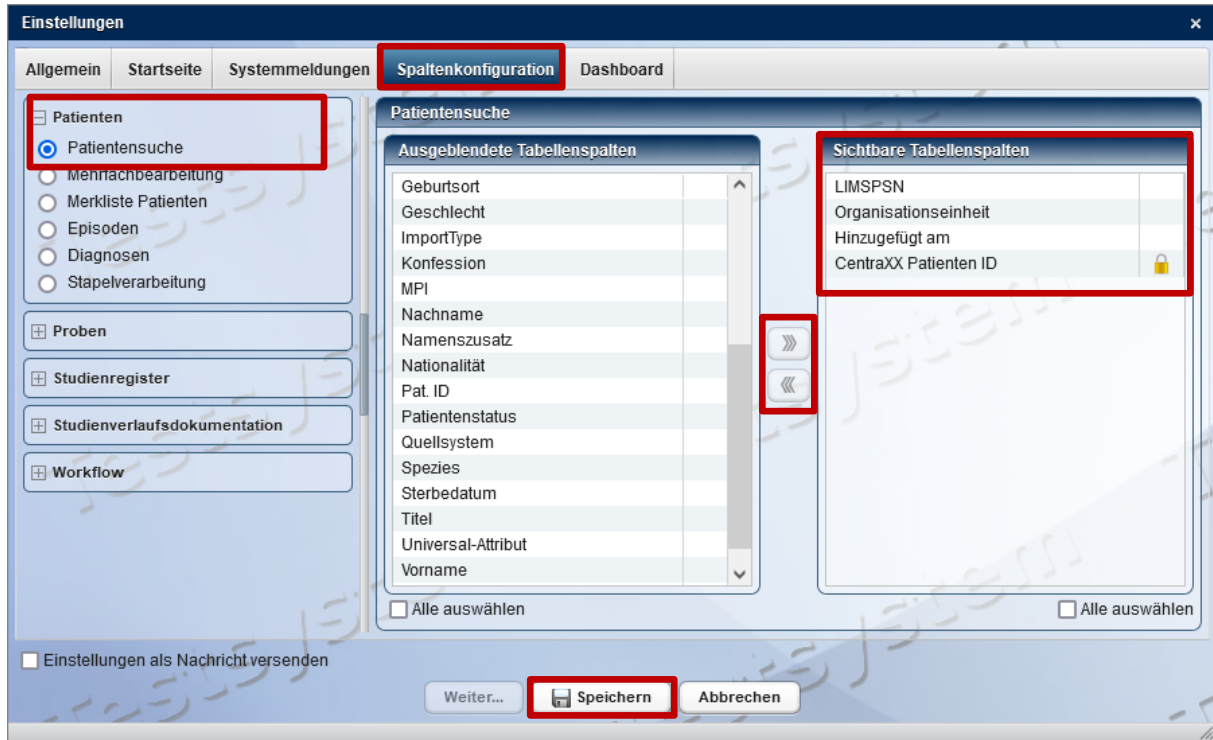 Einstellungen
Allgemein Startseite Systemmeldungen Spaltenkonfiguration Dashboard
Patienten
Patientensuche
Mehrfachbearbeitung
Merkliste Patienten
Episoden
Diagnosen
Stapelverarbeitung
Proben
Studienregister
Studienverlaufsdokumentation
Workflow
Patientensuche
Ausgeblendete Tabellenspalten
Geburtsort
Geschlecht
ImportType
Konfession
MPI
Nachname
Namenszusatz
Nationalität
Pat. ID
Patientenstatus
Quellsystem
Spezies
Sterbedatum
Titel
Universal-Attribut
Vorname
Alle auswählen
Sichtbare Tabellenspalten
LIMSPSN
Organisationseinheit
Hinzugefügt am
CentraXX Patienten ID
Alle auswählen
Einstellungen als Nachricht versenden
Weiter... Speichern Abbrechen